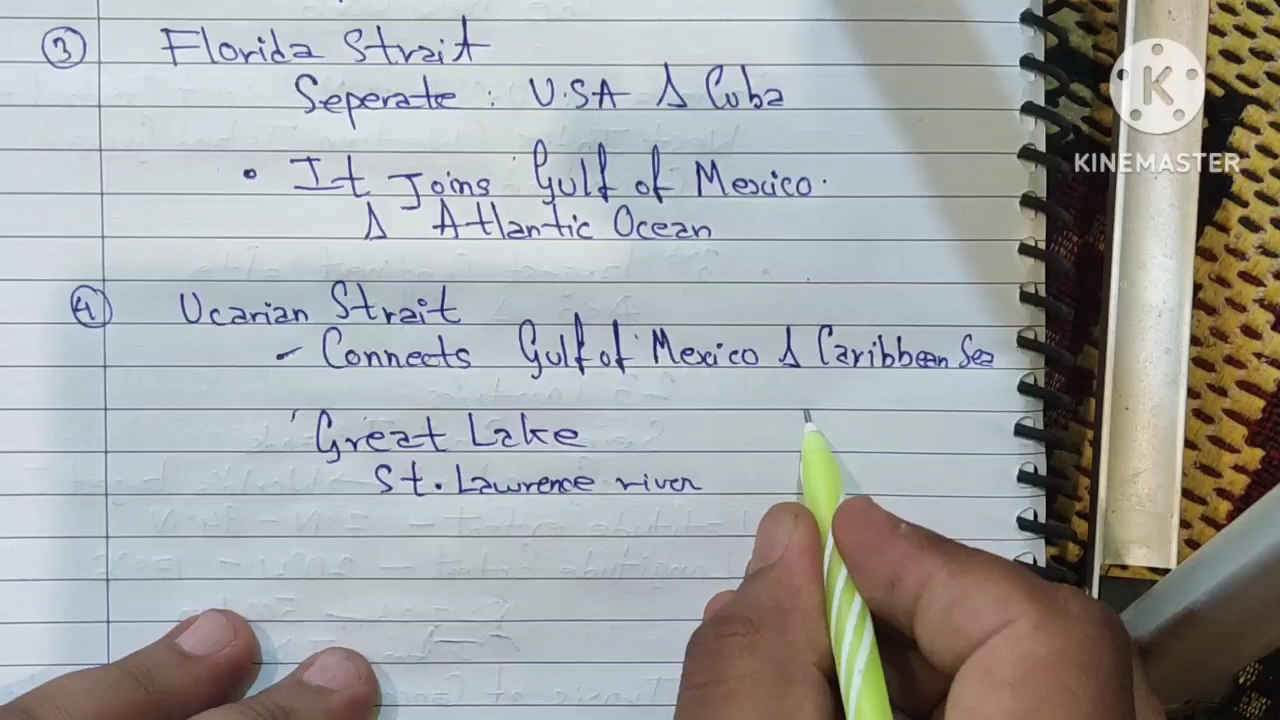 ③ Florida Strait
Seperate : U.S.A & Cuba
• It Joins Gulf of Mexico.
& Atlantic Ocean
④ Ucarian Strait
- Connects Gulf of Mexico & Caribbean Sea
Great Lake
St. Lawrence river
K
KINEMASTER